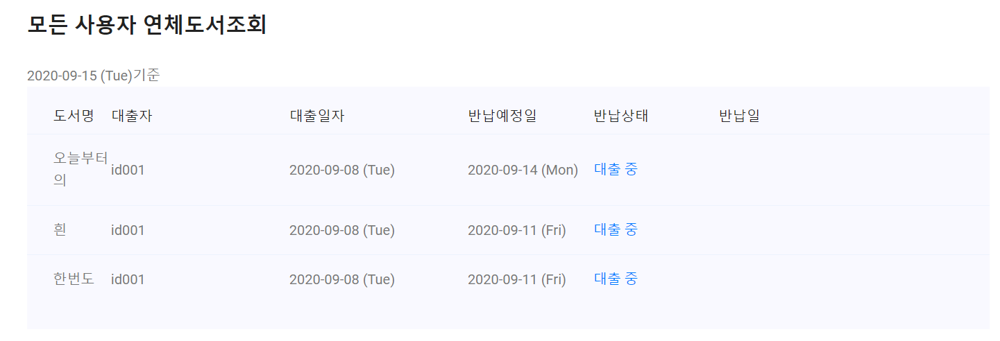 모든 사용자 연체도서조회
2020-09-15 (Tue)기준
도서명 대출자 대출일자 반납예정일 반납상태 반납일
오늘부터
의
id001 2020-09-08 (Tue) 2020-09-14 (Mon) 대출 중
흰 id001 2020-09-08 (Tue) 2020-09-11 (Fri) 대출 중
한번도 id001 2020-09-08 (Tue) 2020-09-11 (Fri) 대출 중